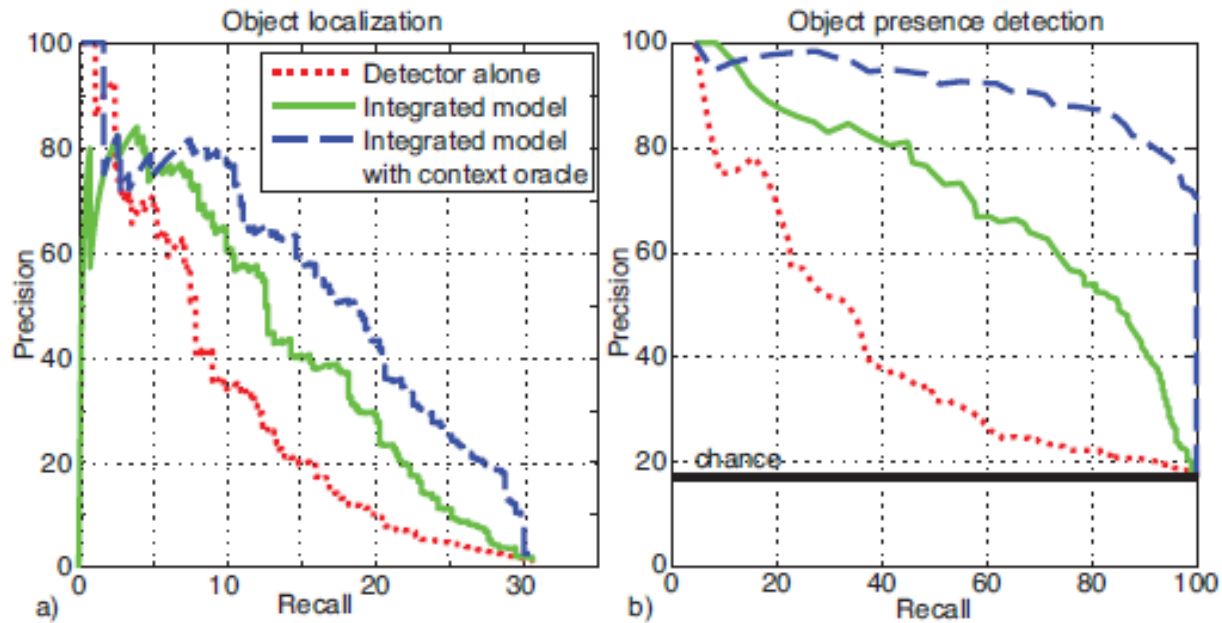 Object localization
100
80
60
40
20
0
Precision
0
10
20
30
Recall
a)
Detector alone
Integrated model
Integrated model
with context oracle
Object presence detection
100
80
60
40
20
0
Precision
chance
0
20
40
60
80
100
Recall
b)